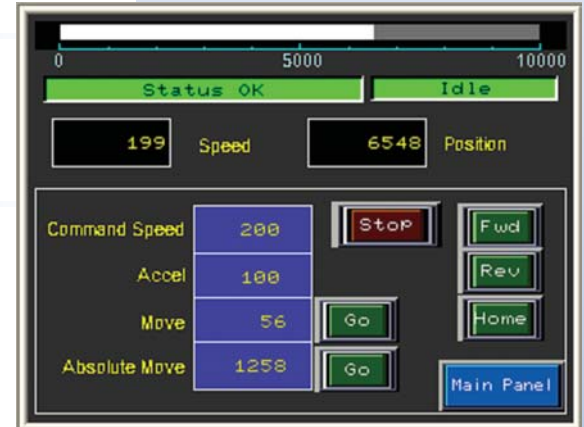 0 5000 10000
Status OK Idle
199 Speed 6548 Position
Command Speed 200 Stop Fwd
Accel 100 Rev
Move 56 Go Home
Absolute Move 1258 Go
Main Panel